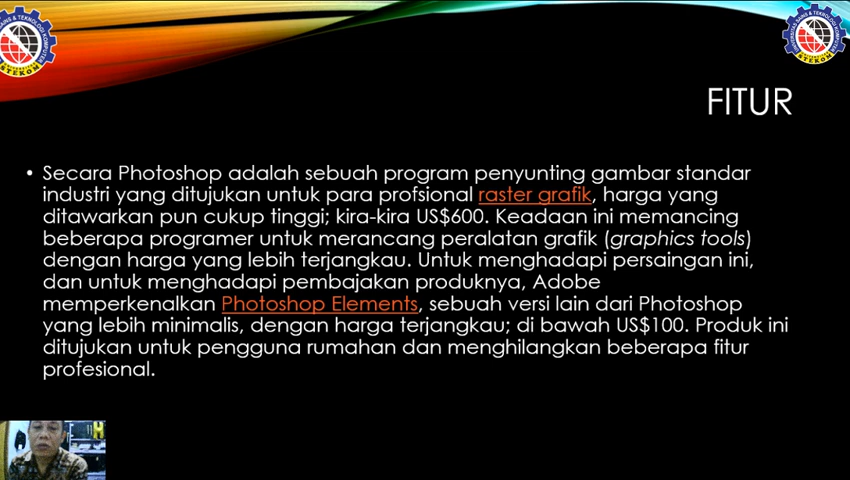 FITUR
• Secara Photoshop adalah sebuah program penyunting gambar standar
industri yang ditujukan untuk para profsional raster grafik, harga yang
ditawarkan pun cukup tinggi; kira-kira US$600. Keadaan ini memancing
beberapa programer untuk merancang peralatan grafik (graphics tools)
dengan harga yang lebih terjangkau. Untuk menghadapi persaingan ini,
dan untuk menghadapi pembajakan produknya, Adobe
memperkenalkan Photoshop Elements, sebuah versi lain dari Photoshop
yang lebih minimalis, dengan harga terjangkau; di bawah US$100. Produk ini
ditujukan untuk pengguna rumahan dan menghilangkan beberapa fitur
profesional.
STEKOM
STEKOM